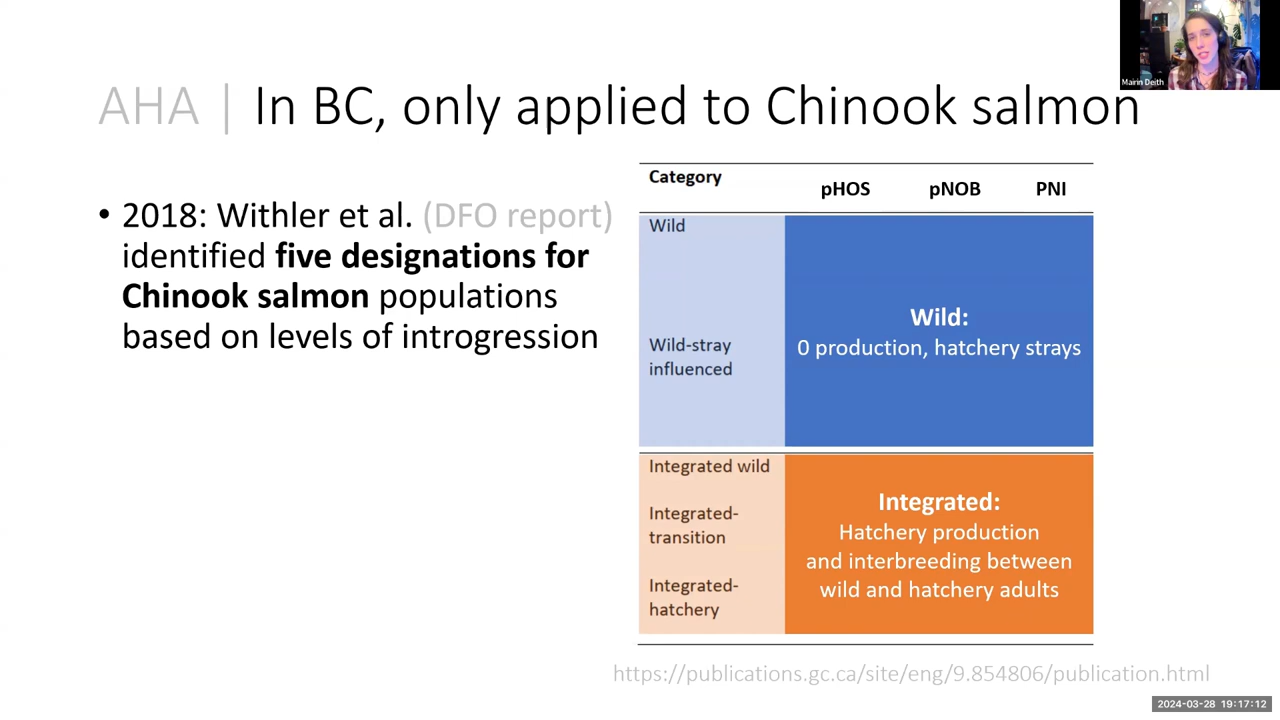 Mairin Deith
AHA | In BC, only applied to Chinook salmon
• 2018: Withler et al. (DFO report)
identified five designations for
Chinook salmon populations
based on levels of introgression
Category pHOS pNOB PNI
Wild
Wild-stray
influenced
Wild:
0 production, hatchery strays
Integrated wild
Integrated-
transition
Integrated-
hatchery
Integrated:
Hatchery production
and interbreeding between
wild and hatchery adults
https://publications.gc.ca/site/eng/9.854806/publication.html
2024-03-28 19:17:12